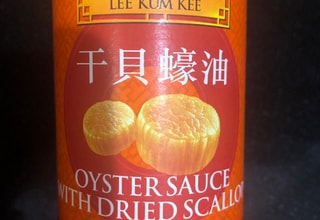 LEE KUM KEE
干貝蠔油
OYSTER SAUCE
WITH DRIED SCALLO